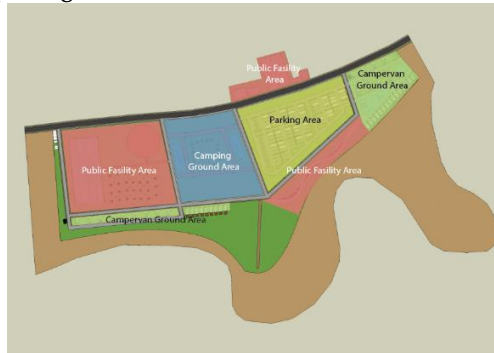 Public Fasility
Area
Campervan
Ground Area
Parking Area
Public Fasility Area
Camping
Ground Area
Public Fasility Area
Campervan Ground Area